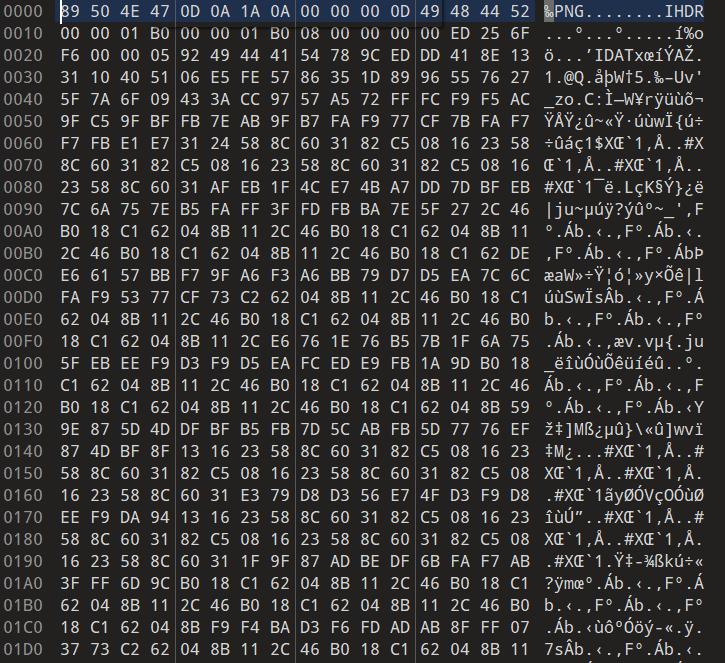 0000 89 50 4E 47 0D 0A 1A 0A 00 00 00 0D 49 48 44 52 ‰PNG........IHDR
0010 00 00 01 B0 00 00 01 B0 08 00 00 00 00 ED 25 6F ...º...º.....í%o
0020 F6 00 00 05 92 49 44 41 54 78 9C ED DD 41 8E 13 ö...’IDATxœíÝAŽ.
0030 31 10 40 51 06 E5 FE 57 86 35 1D 89 96 55 76 27 1.@Q.åþW†5.‰–Uv'
0040 5F 7A 6F 09 43 3A CC 97 57 A5 72 FF FC F9 F5 AC _zo.C:Ì—W¥rÿüùõ¬
0050 9F C5 9F BF FB 7E AB 9F B7 FA F9 77 CF 7B FA F7 ŸÅŸ¿û~«Ÿ·úùwÏ{ú÷
0060 F7 FB E1 E7 31 24 58 8C 60 31 82 C5 08 16 23 58 ÷ûáç1$XŒ`1‚Å..#X
0070 8C 60 31 82 C5 08 16 23 58 8C 60 31 82 C5 08 16 Œ`1‚Å..#XŒ`1‚Å..
0080 23 58 8C 60 31 AF EB 1F 4C E7 4B A7 DD 7D BF EB #XŒ`1¯ë.LçK§Ý}¿ë
0090 7C 6A 75 7E B5 FA FF 3F FD FB BA 7E 5F 27 2C 46 |ju~µúÿ?ýûº~_',F
00A0 B0 18 C1 62 04 8B 11 2C 46 B0 18 C1 62 04 8B 11 º.Áb.‹.,Fº.Áb.‹.
00B0 2C 46 B0 18 C1 62 04 8B 11 2C 46 B0 18 C1 62 DE ,Fº.Áb.‹.,Fº.ÁbÞ
00C0 E6 61 57 BB F7 9F A6 F3 A6 BB 79 D7 D5 EA 7C 6C æaW»÷Ÿ¦ó¦»y×Õê|l
00D0 FA F9 53 77 CF 73 C2 62 04 8B 11 2C 46 B0 18 C1 úùSwÏsÂb.‹.,Fº.Á
00E0 62 04 8B 11 2C 46 B0 18 C1 62 04 8B 11 2C 46 B0 b.‹.,Fº.Áb.‹.,Fº
00F0 18 C1 62 04 8B 11 2C E6 76 1E 76 B5 7B 1F 6A 75 .Áb.‹.,æv.vµ{.ju
0100 5F EB EE F9 D3 F9 D5 EA FC ED E9 FB 1A 9D B0 18 _ëîùÓùÕêüíéû..º.
0110 C1 62 04 8B 11 2C 46 B0 18 C1 62 04 8B 11 2C 46 Áb.‹.,Fº.Áb.‹.,F
0120 B0 18 C1 62 04 8B 11 2C 46 B0 18 C1 62 04 8B 59 º.Áb.‹.,Fº.Áb.‹Y
0130 9E 87 5D 4D DF BF B5 FB 7D 5C AB FB 5D 77 76 EF ž‡]Mß¿µû}\«û]wvï
0140 87 4D BF 8F 13 16 23 58 8C 60 31 82 C5 08 16 23 ‡M¿...#XŒ`1‚Å..#
0150 58 8C 60 31 82 C5 08 16 23 58 8C 60 31 82 C5 08 XŒ`1‚Å..#XŒ`1‚Å.
0160 16 23 58 8C 60 31 E3 79 D8 D3 56 E7 4F D3 F9 D8 .#XŒ`1ãyØÓVçOÓùØ
0170 EE F9 DA 94 13 16 23 58 8C 60 31 82 C5 08 16 23 îùÚ”..#XŒ`1‚Å..#
0180 58 8C 60 31 82 C5 08 16 23 58 8C 60 31 82 C5 08 XŒ`1‚Å..#XŒ`1‚Å.
0190 16 23 58 8C 60 31 1F 9F 87 AD BE DF 6B FA F7 AB .#XŒ`1.Ÿ‡-¾ßkú÷«
01A0 3F FF 6D 9C B0 18 C1 62 04 8B 11 2C 46 B0 18 C1 ?ÿmœº.Áb.‹.,Fº.Á
01B0 62 04 8B 11 2C 46 B0 18 C1 62 04 8B 11 2C 46 B0 b.‹.,Fº.Áb.‹.,Fº
01C0 18 C1 62 04 8B F9 F4 BA D3 F6 FD AD AB 8F FF 07 .Áb.‹ùôºÓöý-«.ÿ.
01D0 37 73 C2 62 04 8B 11 2C 46 B0 18 C1 62 04 8B 11 7sÂb.‹.,Fº.Áb.‹.